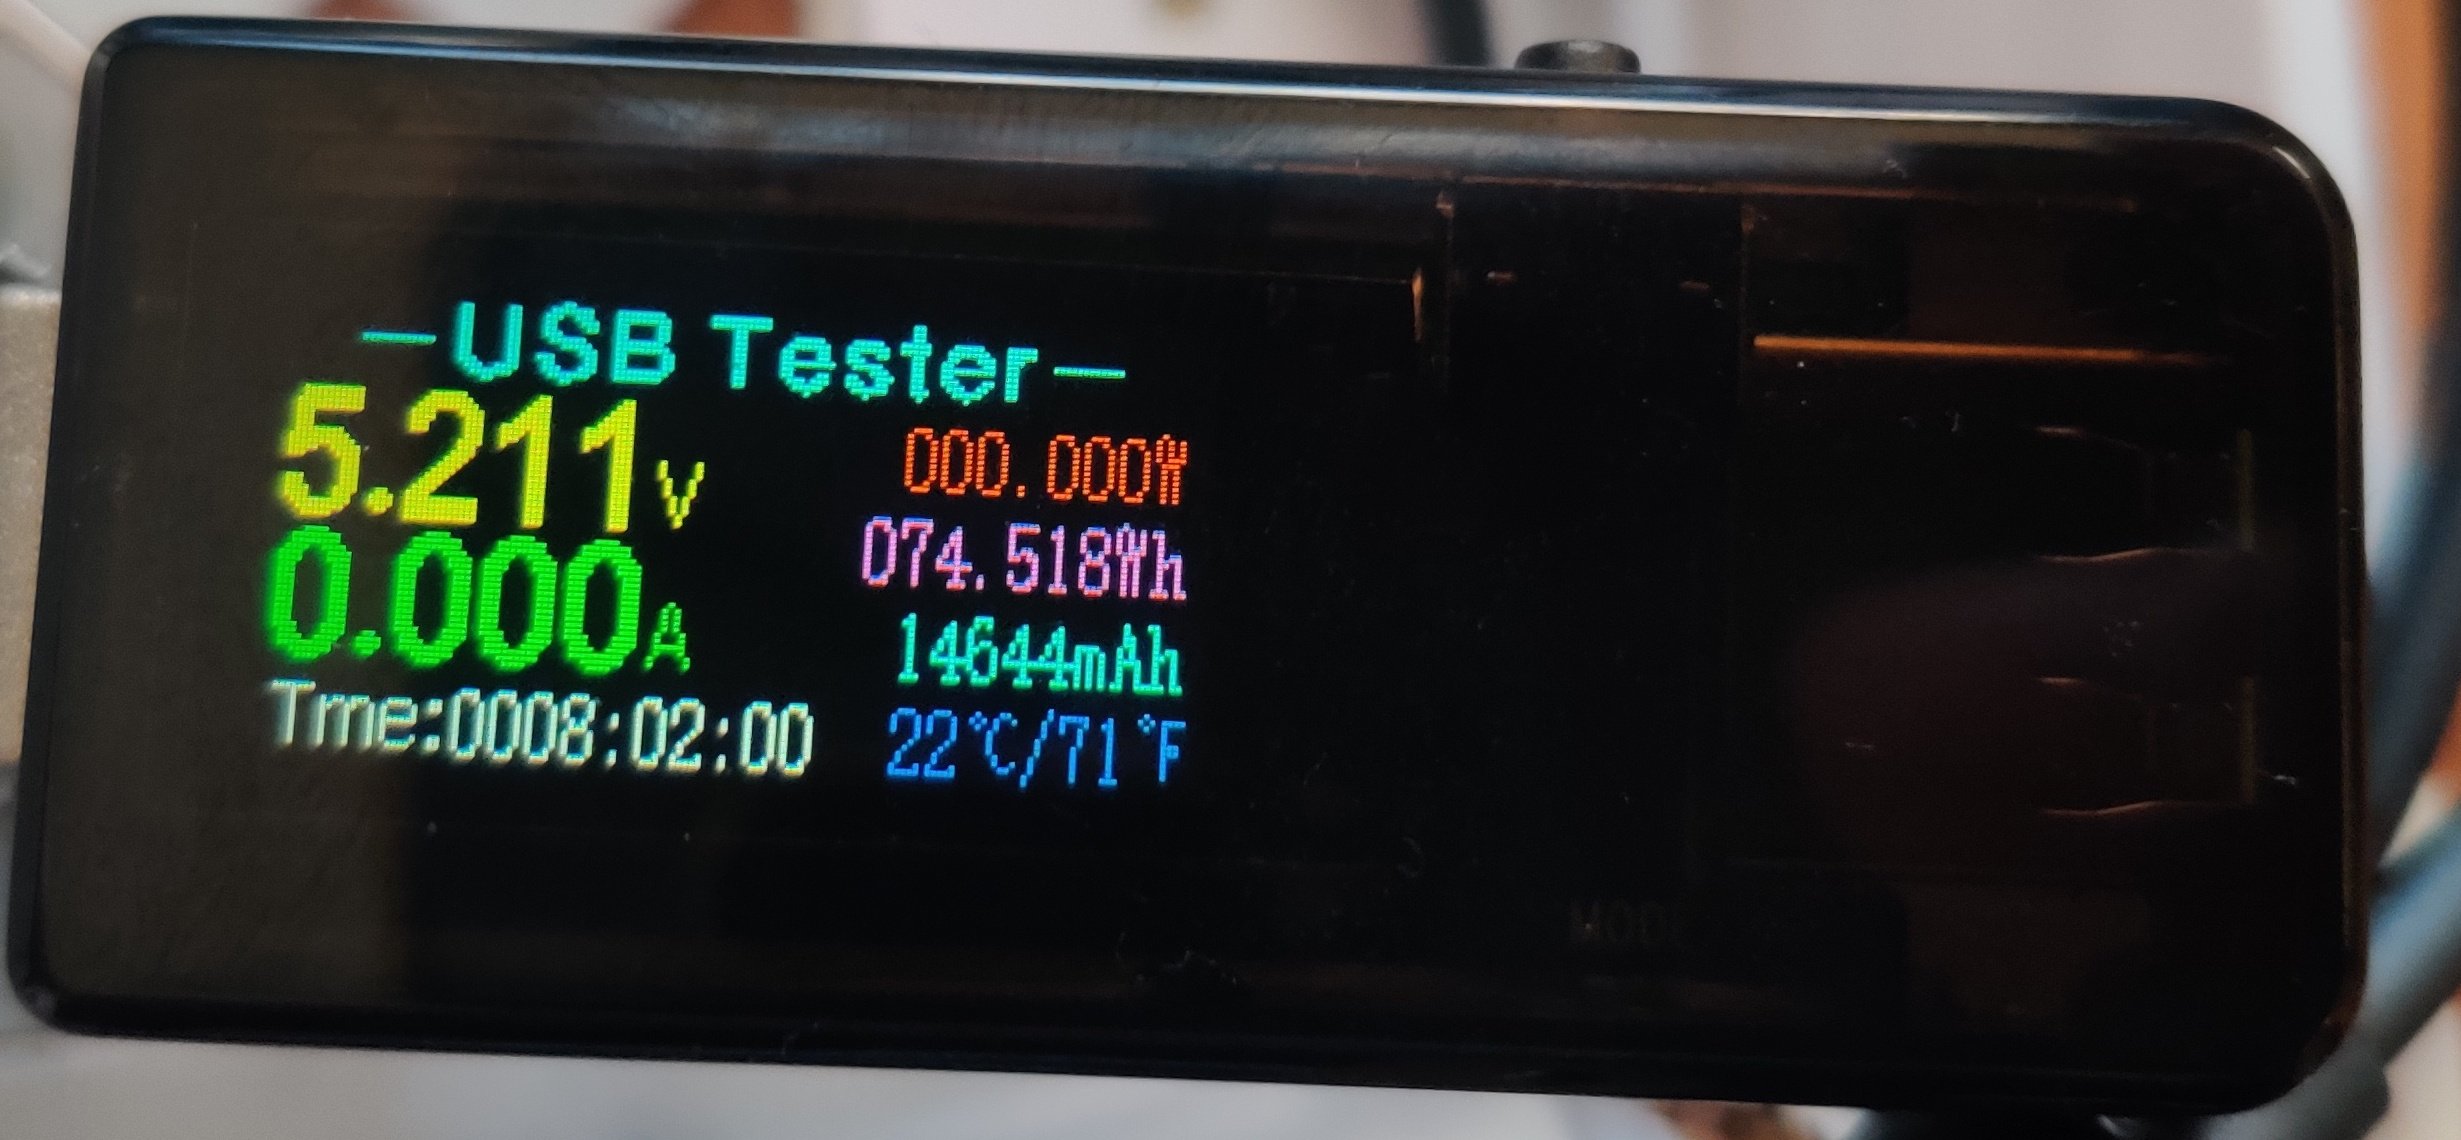 —USB Tester—
5.211V
000.000W
0.000A
074.518Wh
14644mAh
Tme:0008:02:00
22°C/71°F